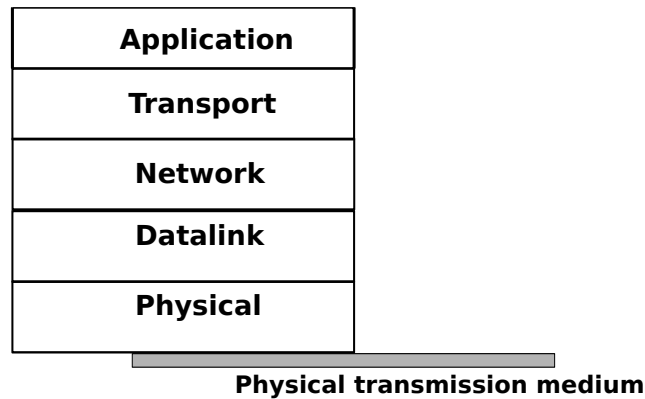 Application
Transport
Network
Datalink
Physical
Physical transmission medium